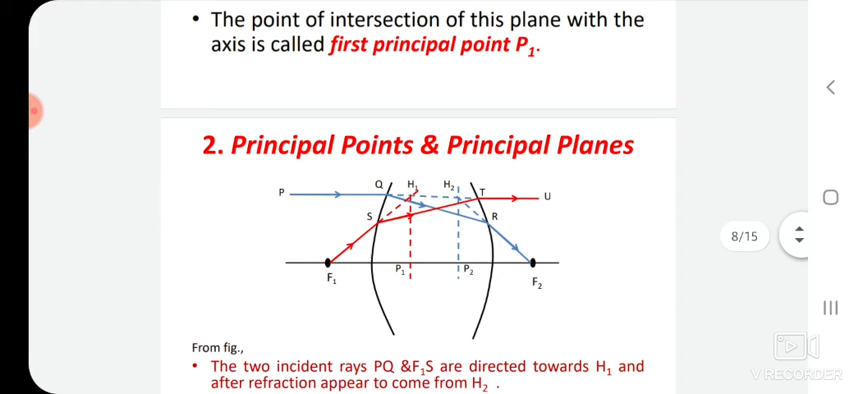 • The point of intersection of this plane with the
axis is called first principal point P₁.
2. Principal Points & Principal Planes
P Q H₁ H₂ T U
S R
8/15
P₁ P₂
F₁ F₂
From fig.,
• The two incident rays PQ &F₁S are directed towards H₁ and
after refraction appear to come from H₂ .
V RECORDER